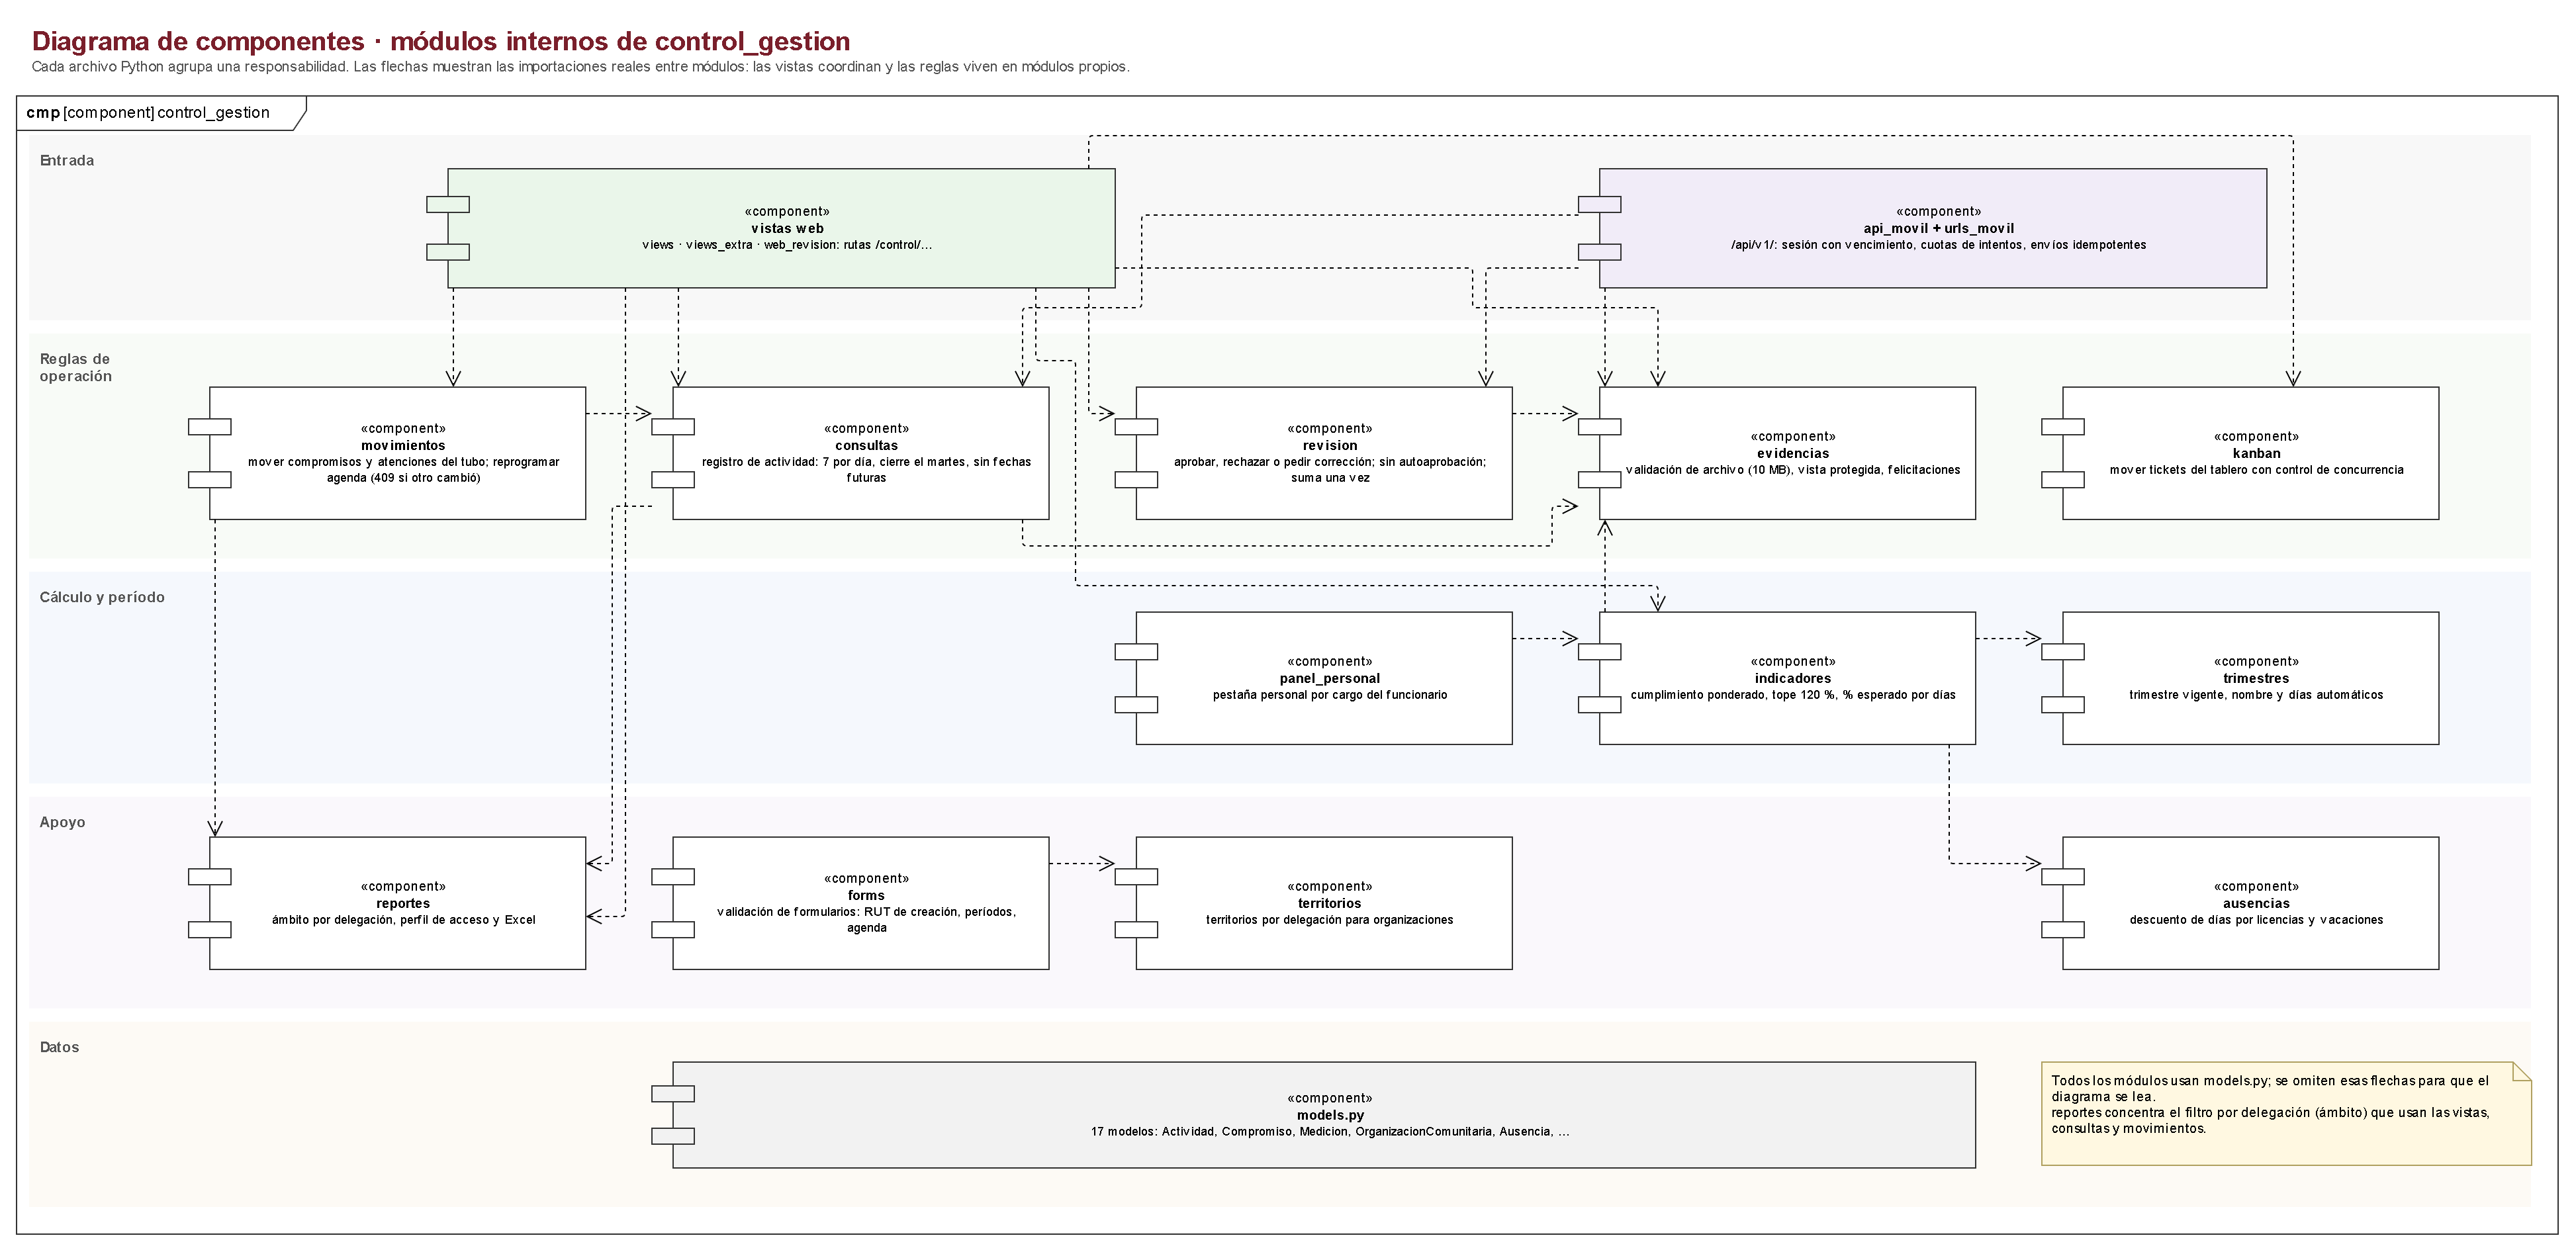 Diagrama de componentes · módulos internos de control_gestion
Cada archivo Python agrupa una responsabilidad. Las flechas muestran las importaciones reales entre módulos: las vistas coordinan y las reglas viven en módulos propios.
cmp [component] control_gestion
Entrada
«component»
vistas web
views · views_extra · web_revision: rutas /control/…
«component»
api_movil + urls_movil
/api/v1/: sesión con vencimiento, cuotas de intentos, envíos idempotentes
Reglas de
operación
«component»
movimientos
mover compromisos y atenciones del tubo; reprogramar
agenda (409 si otro cambió)
«component»
consultas
registro de actividad: 7 por día, cierre el martes, sin fechas
futuras
«component»
revision
aprobar, rechazar o pedir corrección; sin autoaprobación;
suma una vez
«component»
evidencias
validación de archivo (10 MB), vista protegida, felicitaciones
«component»
kanban
mover tickets del tablero con control de concurrencia
Cálculo y período
«component»
panel_personal
pestaña personal por cargo del funcionario
«component»
indicadores
cumplimiento ponderado, tope 120 %, % esperado por días
«component»
trimestres
trimestre vigente, nombre y días automáticos
Apoyo
«component»
reportes
ámbito por delegación, perfil de acceso y Excel
«component»
forms
validación de formularios: RUT de creación, períodos,
agenda
«component»
territorios
territorios por delegación para organizaciones
«component»
ausencias
descuento de días por licencias y vacaciones
Datos
«component»
models.py
17 modelos: Actividad, Compromiso, Medicion, OrganizacionComunitaria, Ausencia, …
Todos los módulos usan models.py; se omiten esas flechas para que el
diagrama se lea.
reportes concentra el filtro por delegación (ámbito) que usan las vistas,
consultas y movimientos.